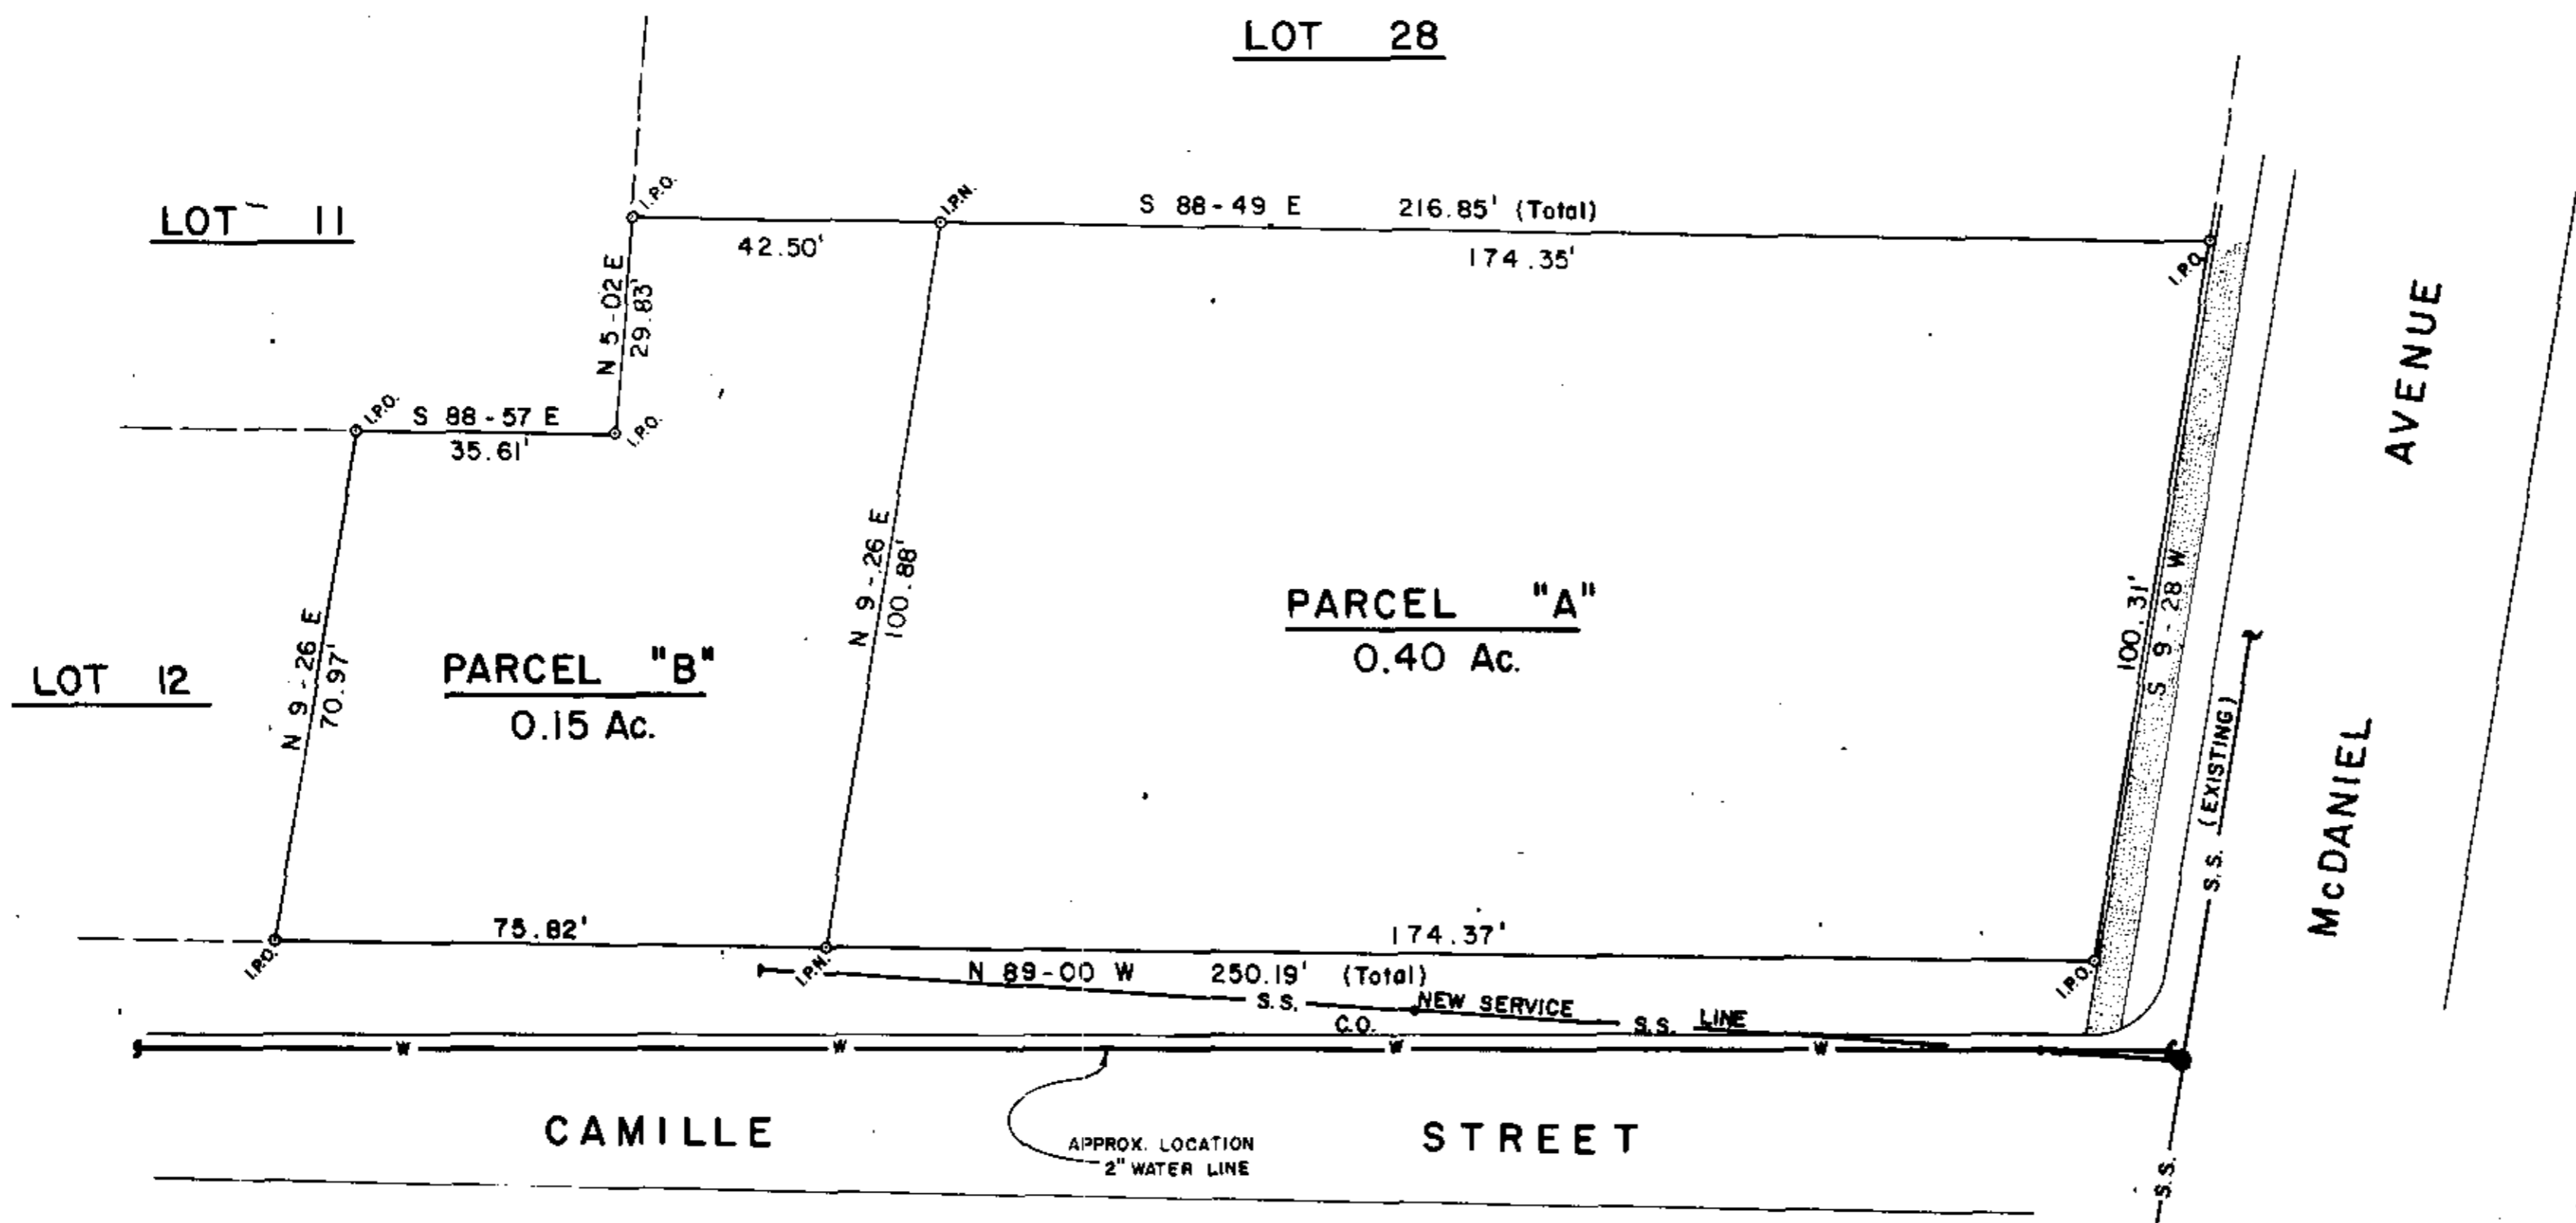 LOT 28
LOT 11
I.P.O.
I.P.N.
S 88-49 E 216.85' (Total)
42.50'
174.35'
I.P.O.
N 5-02 E
29.83'
I.P.O.
S 88-57 E
35.61'
I.P.O.
AVENUE
N 9-26 E
100.88'
PARCEL "A"
0.40 Ac.
100.31'
S 9-28 W
N 9-26 E
70.97'
PARCEL "B"
0.15 Ac.
LOT 12
S.S. (EXISTING)
McDANIEL
75.82'
174.37'
I.P.O.
I.P.N.
N 89-00 W 250.19' (Total)
I.P.O.
S.S. NEW SERVICE S.S. LINE
C.O.
W W W W
CAMILLE STREET
APPROX. LOCATION
2" WATER LINE
S.S.